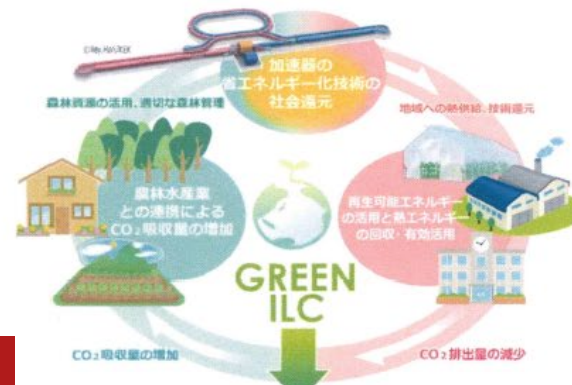 加速器の
省エネルギー化技術の
社会還元
森林資源の活用、適切な森林管理
地域への熱供給、技術還元
農林水産業
との連携による
CO₂吸収量の増加
再生可能エネルギー
の活用と熱エネルギー
の回収・有効活用
GREEN
ILC
CO₂吸収量の増加
CO₂排出量の減少